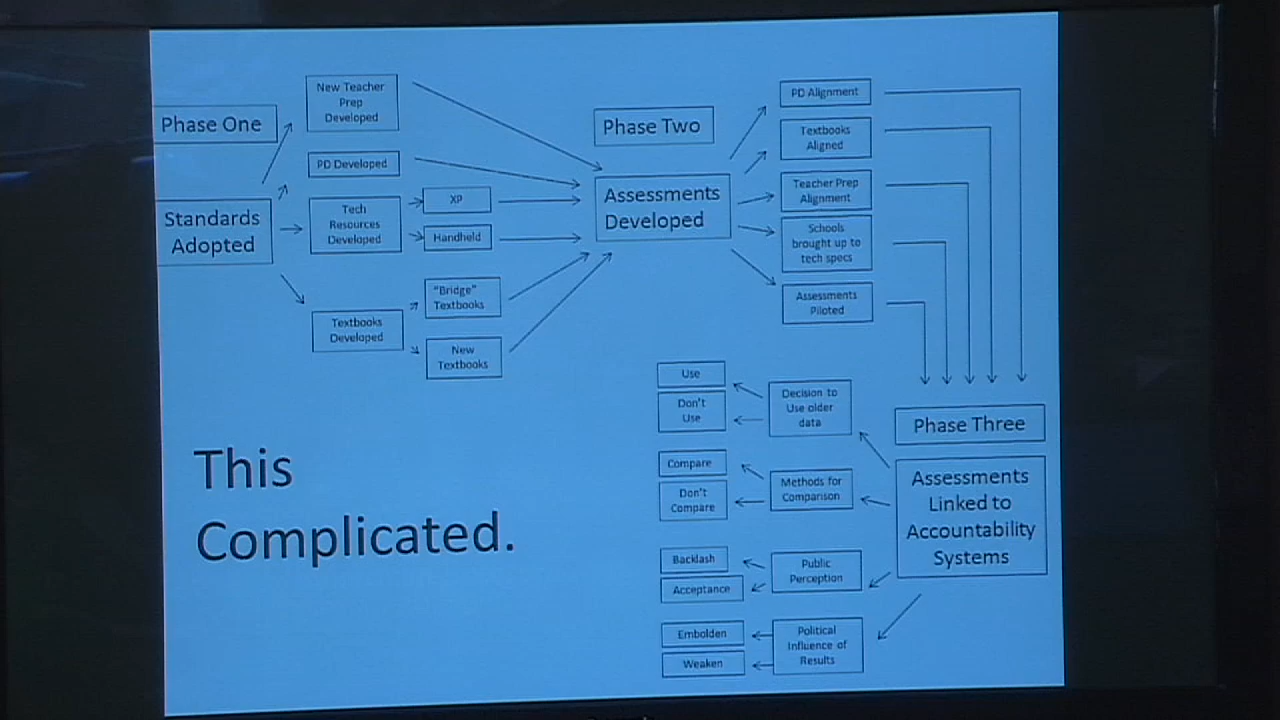 Phase One
Standards
Adopted
New Teacher
Prep
Developed
PD Developed
Tech
Resources
Developed
XP
Handheld
Textbooks
Developed
"Bridge"
Textbooks
New
Textbooks
Phase Two
Assessments
Developed
PD Alignment
Textbooks
Aligned
Teacher Prep
Alignment
Schools
brought up to
tech specs
Assessments
Piloted
Phase Three
Assessments
Linked to
Accountability
Systems
Decision to
Use older
data
Use
Don't
Use
Methods for
Comparison
Compare
Don't
Compare
Public
Perception
Backlash
Acceptance
Political
Influence of
Results
Embolden
Weaken
This
Complicated.